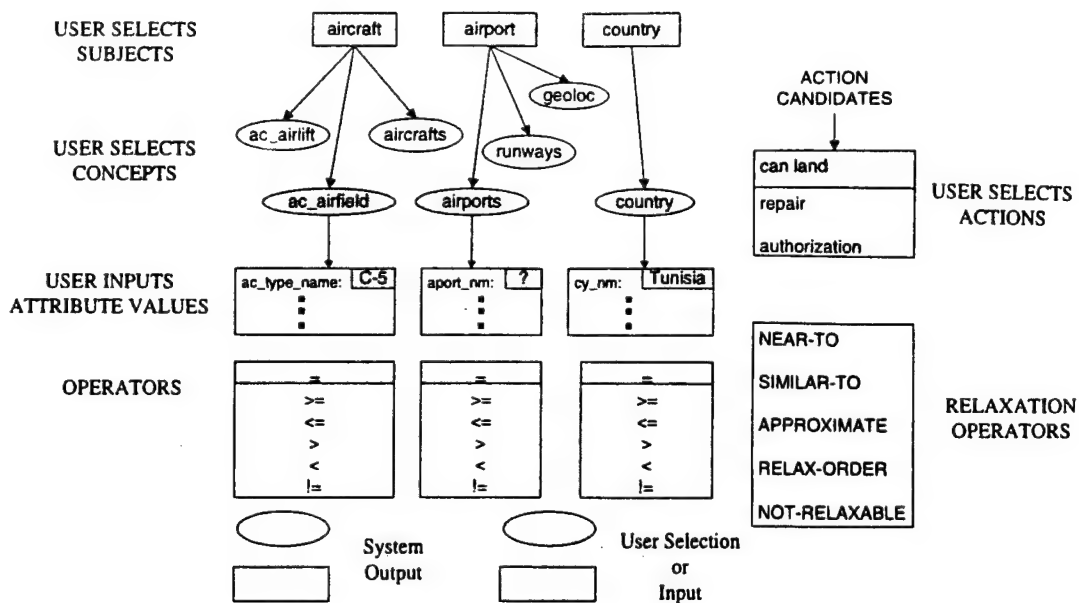 USER SELECTS
SUBJECTS
aircraft
airport
country
geoloc
ac_airlift
aircrafts
runways
USER SELECTS
CONCEPTS
ac_airfield
airports
country
ACTION
CANDIDATES
can land
repair
authorization
USER SELECTS
ACTIONS
USER INPUTS
ATTRIBUTE VALUES
ac_type_name: C-5
aport_nm: ?
cy_nm: Tunisia
OPERATORS
= = =
>= >= >=
<= <= <=
> > >
< < <
!= != !=
NEAR-TO
SIMILAR-TO
APPROXIMATE
RELAX-ORDER
NOT-RELAXABLE
RELAXATION
OPERATORS
System
Output
User Selection
or
Input